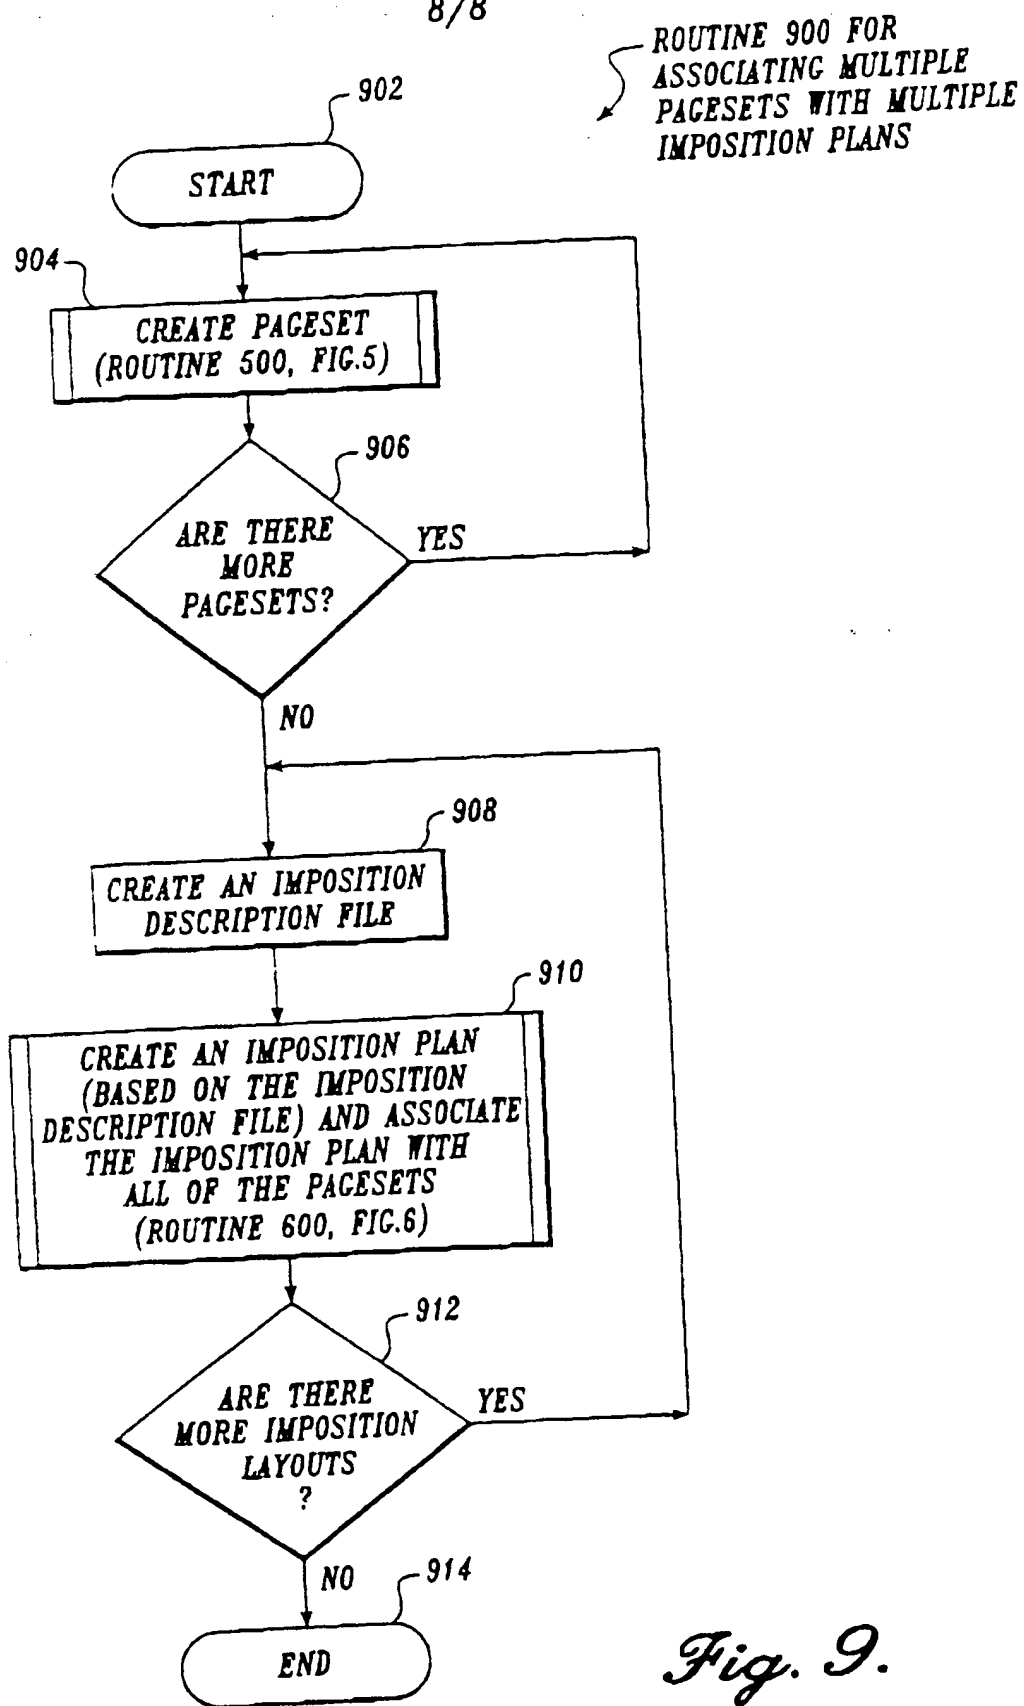 8/8
ROUTINE 900 FOR
ASSOCIATING MULTIPLE
PAGESETS WITH MULTIPLE
IMPOSITION PLANS
902
START
904
CREATE PAGESET
(ROUTINE 500, FIG.5)
906
ARE THERE
MORE
PAGESETS?
YES
NO
908
CREATE AN IMPOSITION
DESCRIPTION FILE
910
CREATE AN IMPOSITION PLAN
(BASED ON THE IMPOSITION
DESCRIPTION FILE) AND ASSOCIATE
THE IMPOSITION PLAN WITH
ALL OF THE PAGESETS
(ROUTINE 600, FIG.6)
912
ARE THERE
MORE IMPOSITION
LAYOUTS
?
YES
NO
914
END
Fig. 9.